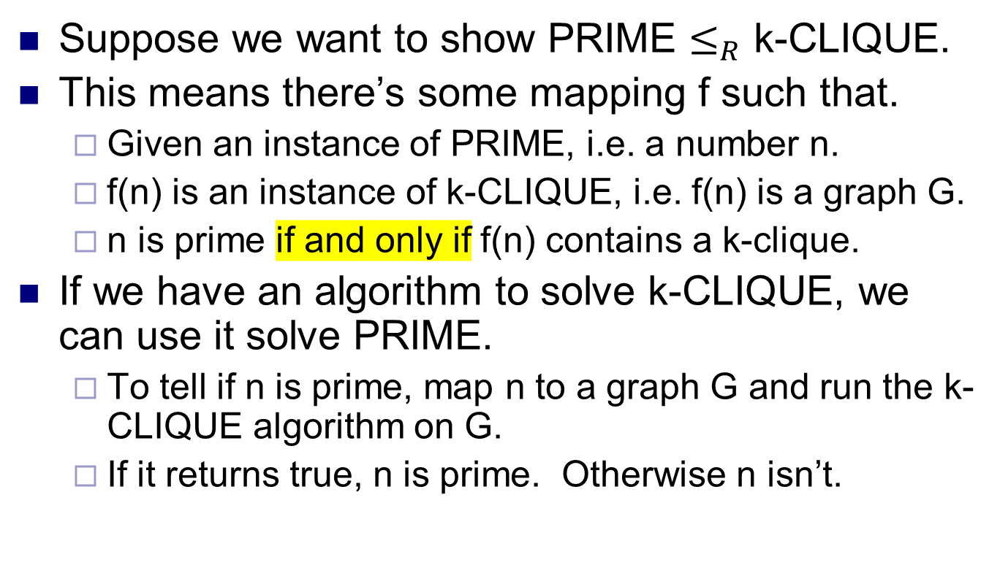 Suppose we want to show PRIME ≤R k-CLIQUE.
This means there’s some mapping f such that.
Given an instance of PRIME, i.e. a number n.
f(n) is an instance of k-CLIQUE, i.e. f(n) is a graph G.
n is prime if and only if f(n) contains a k-clique.
If we have an algorithm to solve k-CLIQUE, we
can use it solve PRIME.
To tell if n is prime, map n to a graph G and run the k-
CLIQUE algorithm on G.
If it returns true, n is prime.  Otherwise n isn’t.